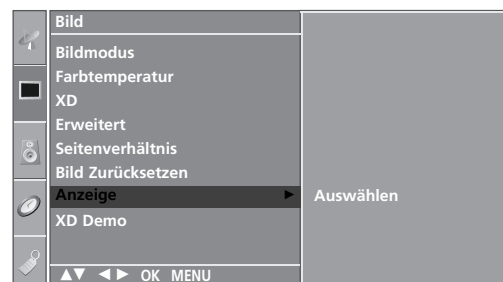 Bild
Bildmodus
Farbtemperatur
XD
Erweitert
Seitenverhältnis
Bild Zurücksetzen
Anzeige ► Auswählen
XD Demo
▲▼ ◄► OK MENU